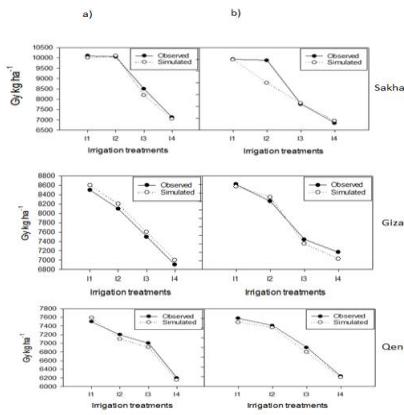 a)
b)
Gy kg ha-1
10500
10000
9500
9000
8500
8000
7500
7000
6500
Observed
Simulated
I1 I2 I3 I4
Irrigation treatments
Observed
Simulated
I1 I2 I3 I4
Irrigation treatments
Sakha
Gy kg ha-1
8800
8600
8400
8200
8000
7800
7600
7400
7200
7000
6800
Observed
Simulated
I1 I2 I3 I4
Irrigation treatments
Observed
Simulated
I1 I2 I3 I4
Irrigation treatments
Giza
Gy kg ha-1
7800
7600
7400
7200
7000
6800
6600
6400
6200
6000
Observed
Simulated
I1 I2 I3 I4
Irrigation treatments
Observed
Simulated
I1 I2 I3 I4
Irrigation treatments
Qen